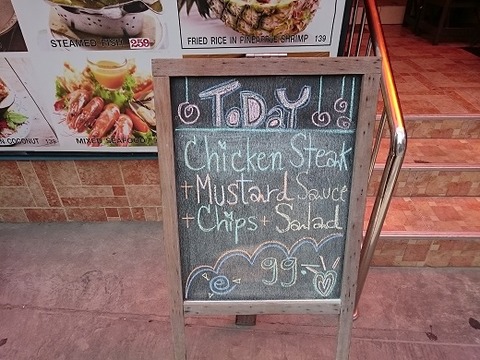 STEAMED FISH 259
FRIED RICE IN PINEAPPLE SHRIMP 139
COCONUT 139
MIXED SEAFOOD
ToDaY
Chicken Steak
+ Mustard Sauce
+ Chips + Salad
99.-